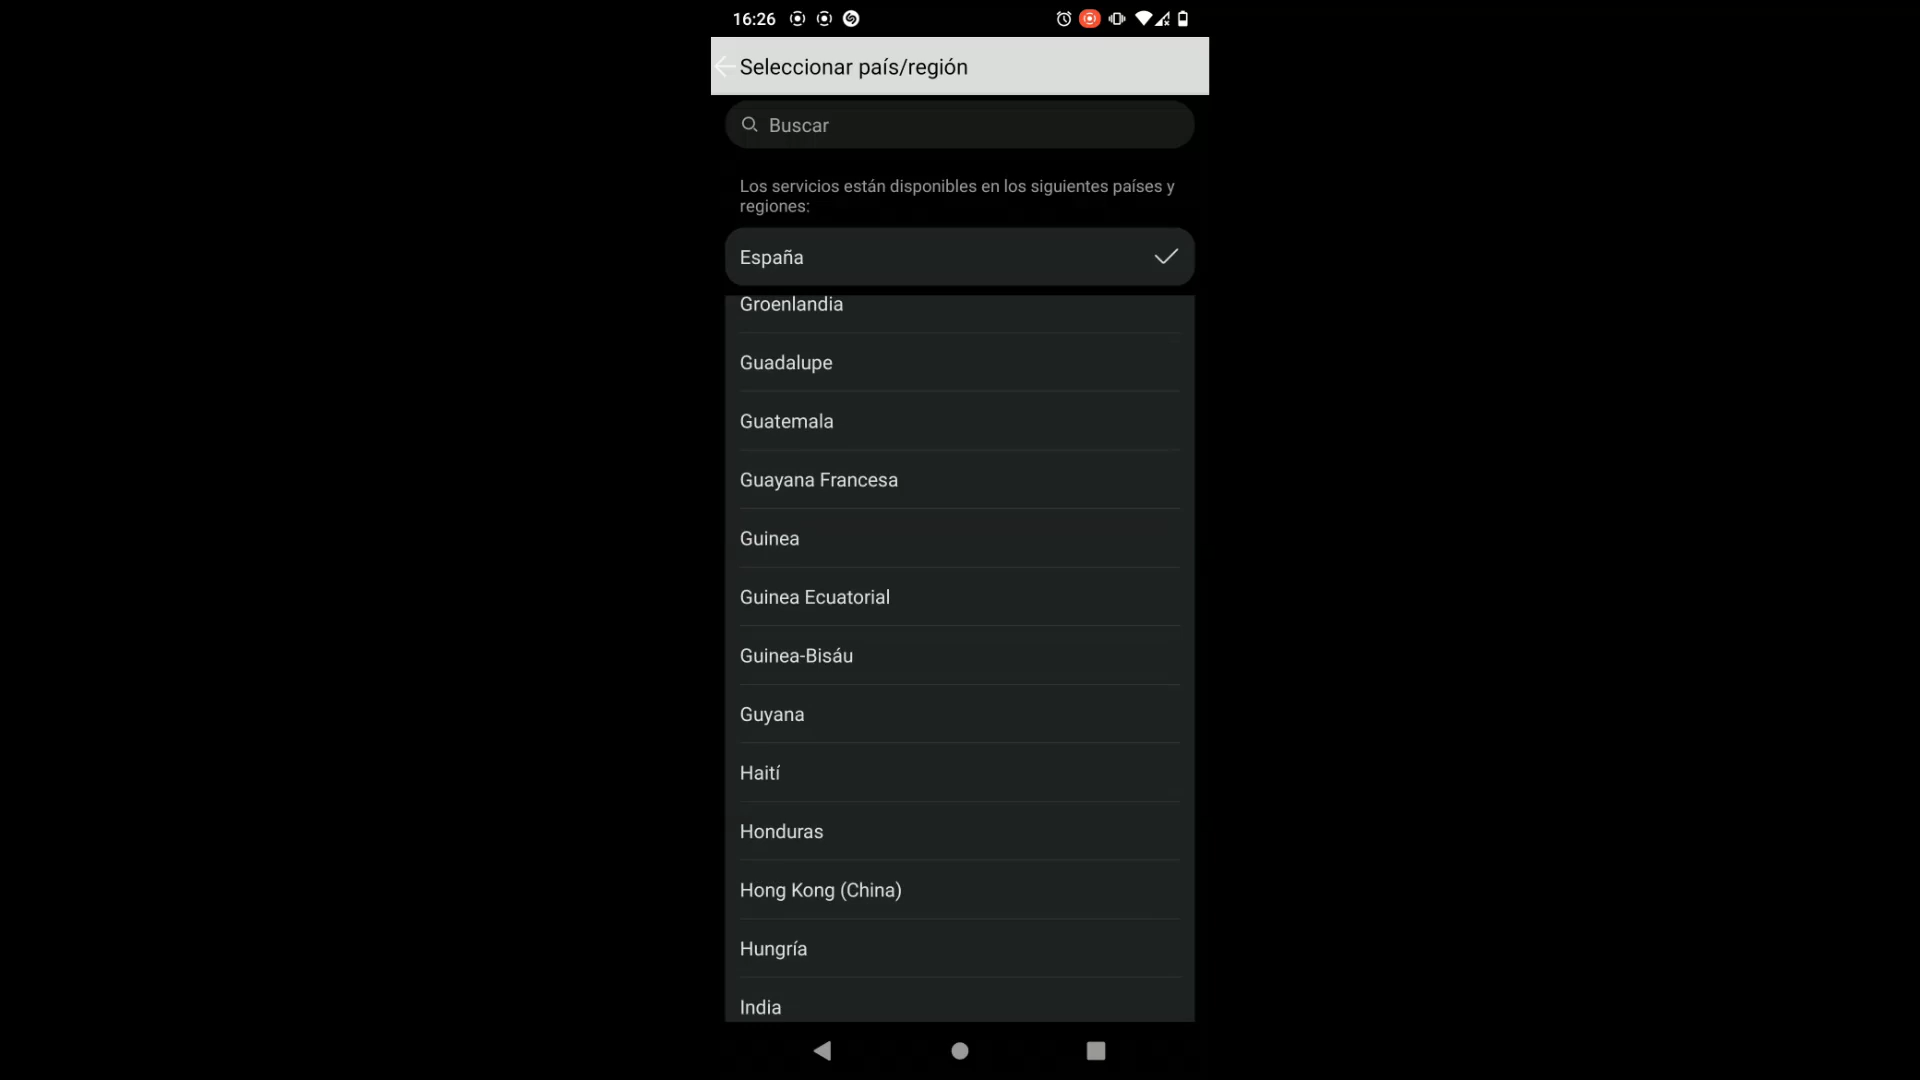 16:26
Seleccionar país/región
Buscar
Los servicios están disponibles en los siguientes países y
regiones:
España
Groenlandia
Guadalupe
Guatemala
Guayana Francesa
Guinea
Guinea Ecuatorial
Guinea-Bisáu
Guyana
Haití
Honduras
Hong Kong (China)
Hungría
India